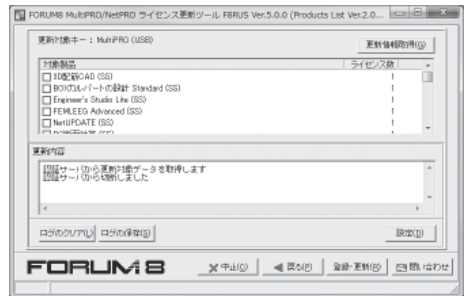 FORUM8 MultiPRO/NetPRO ライセンス更新ツール F8RUS Ver.5.0.0 (Products List Ver.2.0...
更新対象キー : MultiPRO (USB)
更新情報取得(G)
対象製品 ライセンス数
3D配筋CAD (SS) 1
BOXカルバートの設計 Standard (SS) 1
Engineer's Studio Lite (SS) 1
FEMLEEG Advanced (SS) 1
NetUPDATE (SS) 1
更新内容
認証サーバから更新対象データを取得します
認証サーバから切断しました
ログのクリア(L) ログの保存(S) 設定(D)
FORUM8 中止(C) 戻る(P) 登録・更新(R) 問い合わせ